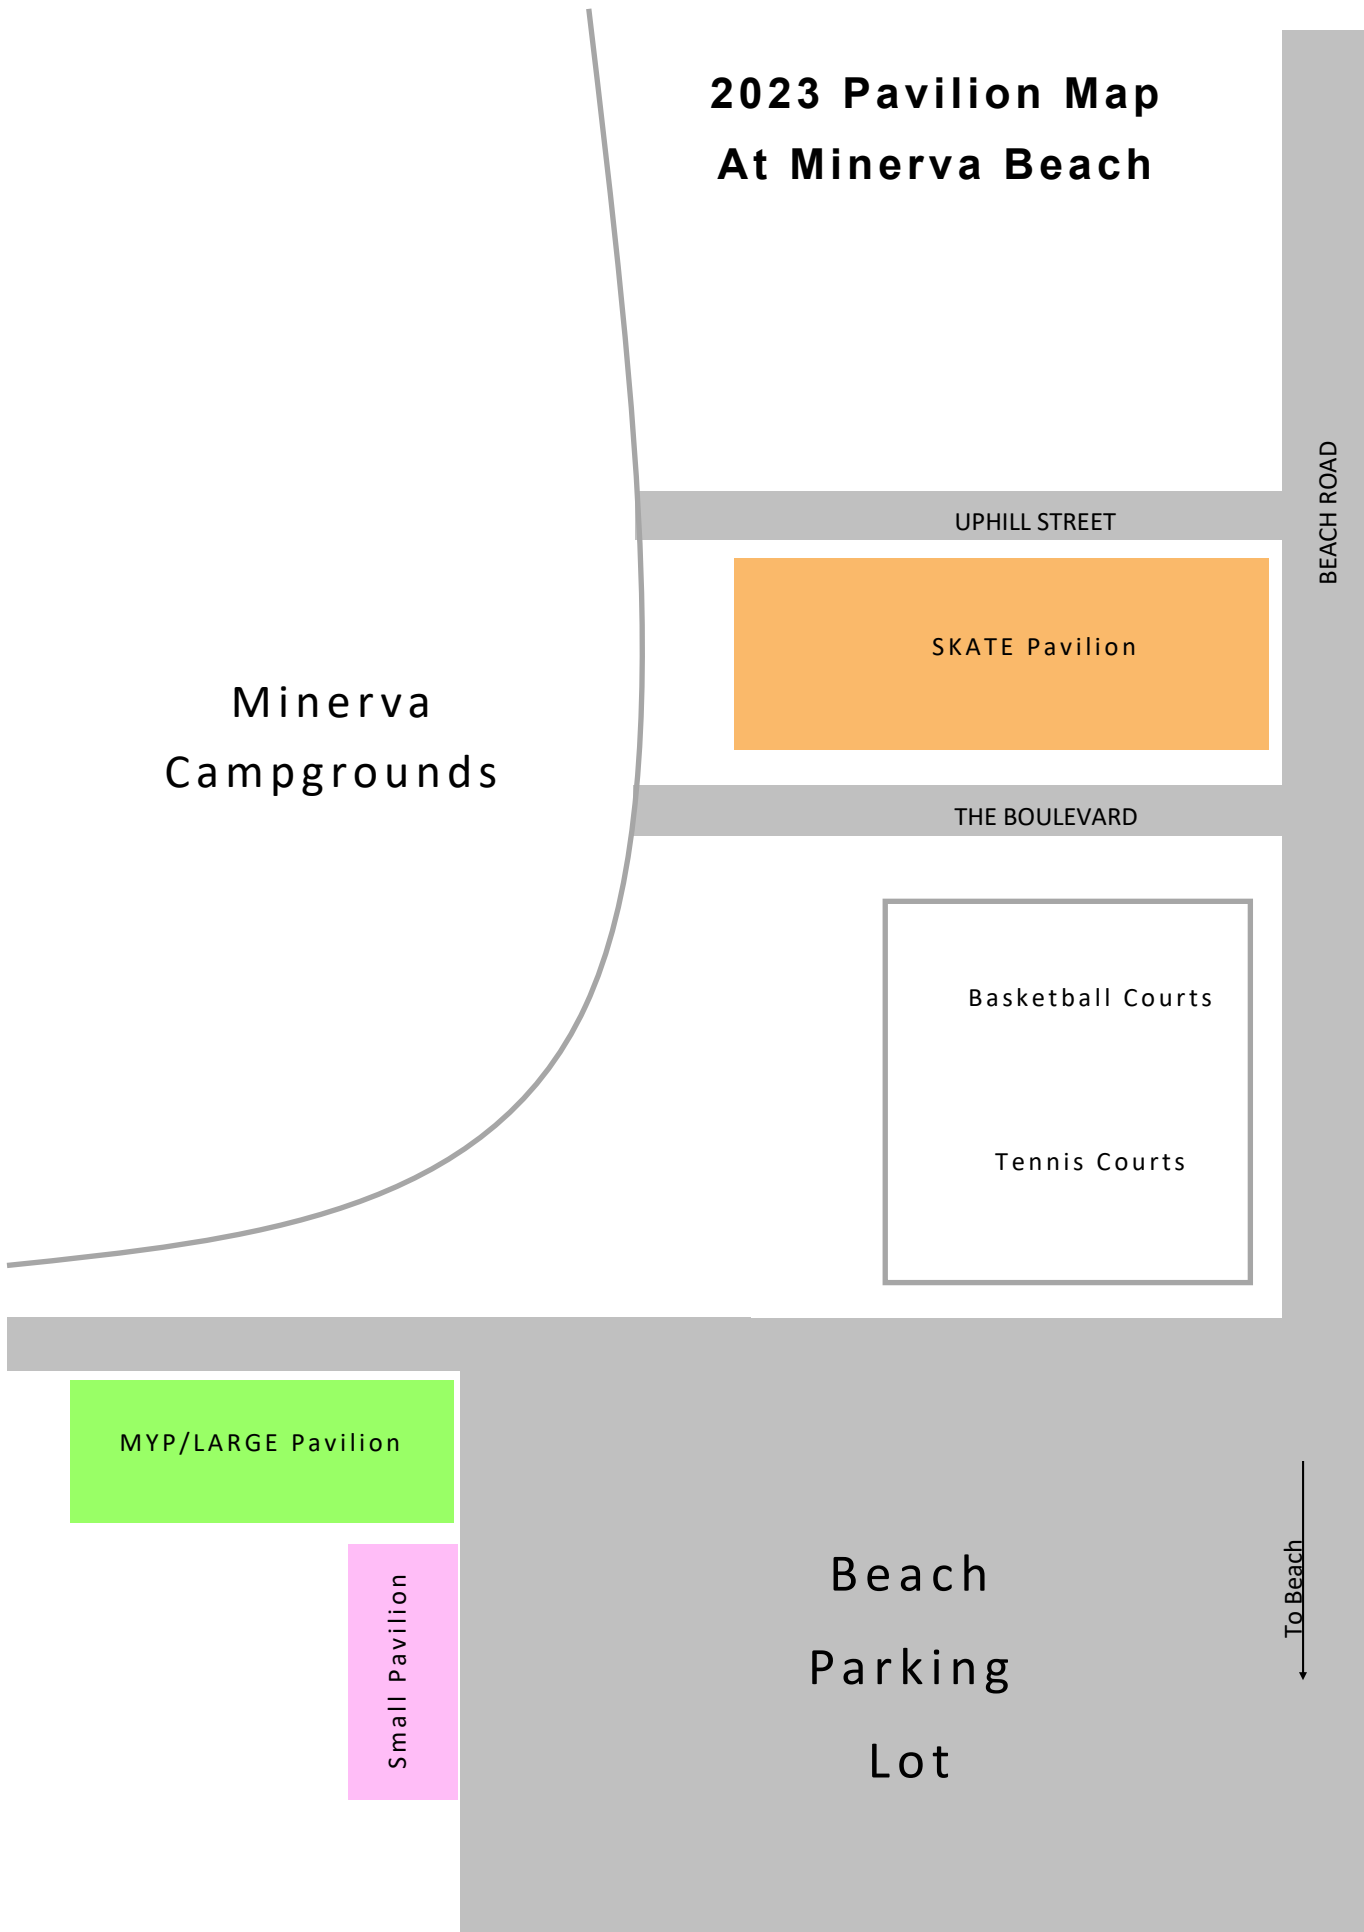 2023 Pavilion Map
At Minerva Beach
BEACH ROAD
UPHILL STREET
SKATE Pavilion
Minerva
Campgrounds
THE BOULEVARD
Basketball Courts
Tennis Courts
MYP/LARGE Pavilion
Small Pavilion
Beach
Parking
Lot
To Beach